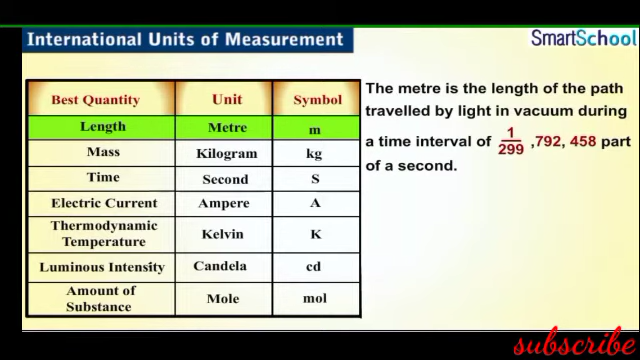 International Units of Measurement
SmartSchool
Best Quantity Unit Symbol
Length Metre m
Mass Kilogram kg
Time Second S
Electric Current Ampere A
Thermodynamic
Temperature Kelvin K
Luminous Intensity Candela cd
Amount of
Substance Mole mol
The metre is the length of the path
travelled by light in vacuum during
a time interval of 1/299 ,792, 458 part
of a second.
subscribe